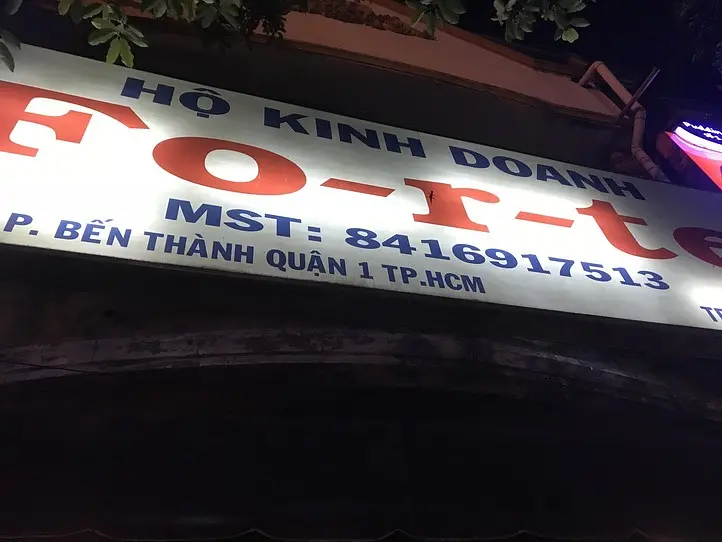 HỘ KINH DOANH
Fo-r-te
MST: 8416917513
P. BẾN THÀNH QUẬN 1 TP.HCM